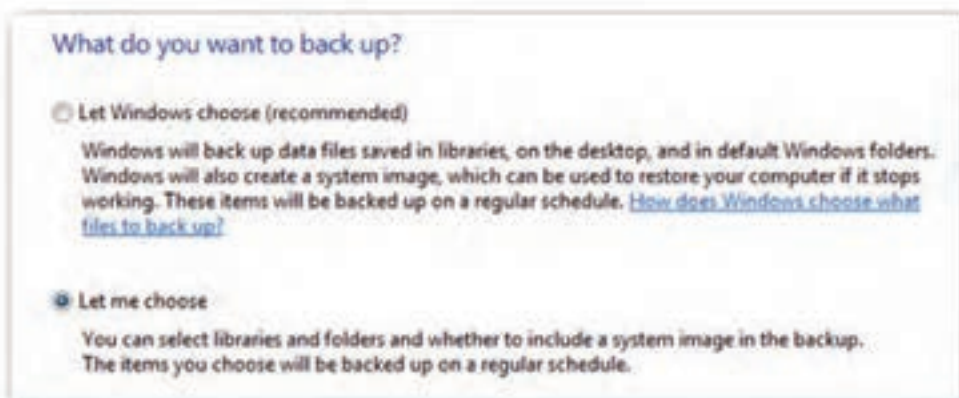 What do you want to back up?
Let Windows choose (recommended)
Windows will back up data files saved in libraries, on the desktop, and in default Windows folders.
Windows will also create a system image, which can be used to restore your computer if it stops
working. These items will be backed up on a regular schedule. How does Windows choose what
files to back up?
Let me choose
You can select libraries and folders and whether to include a system image in the backup.
The items you choose will be backed up on a regular schedule.